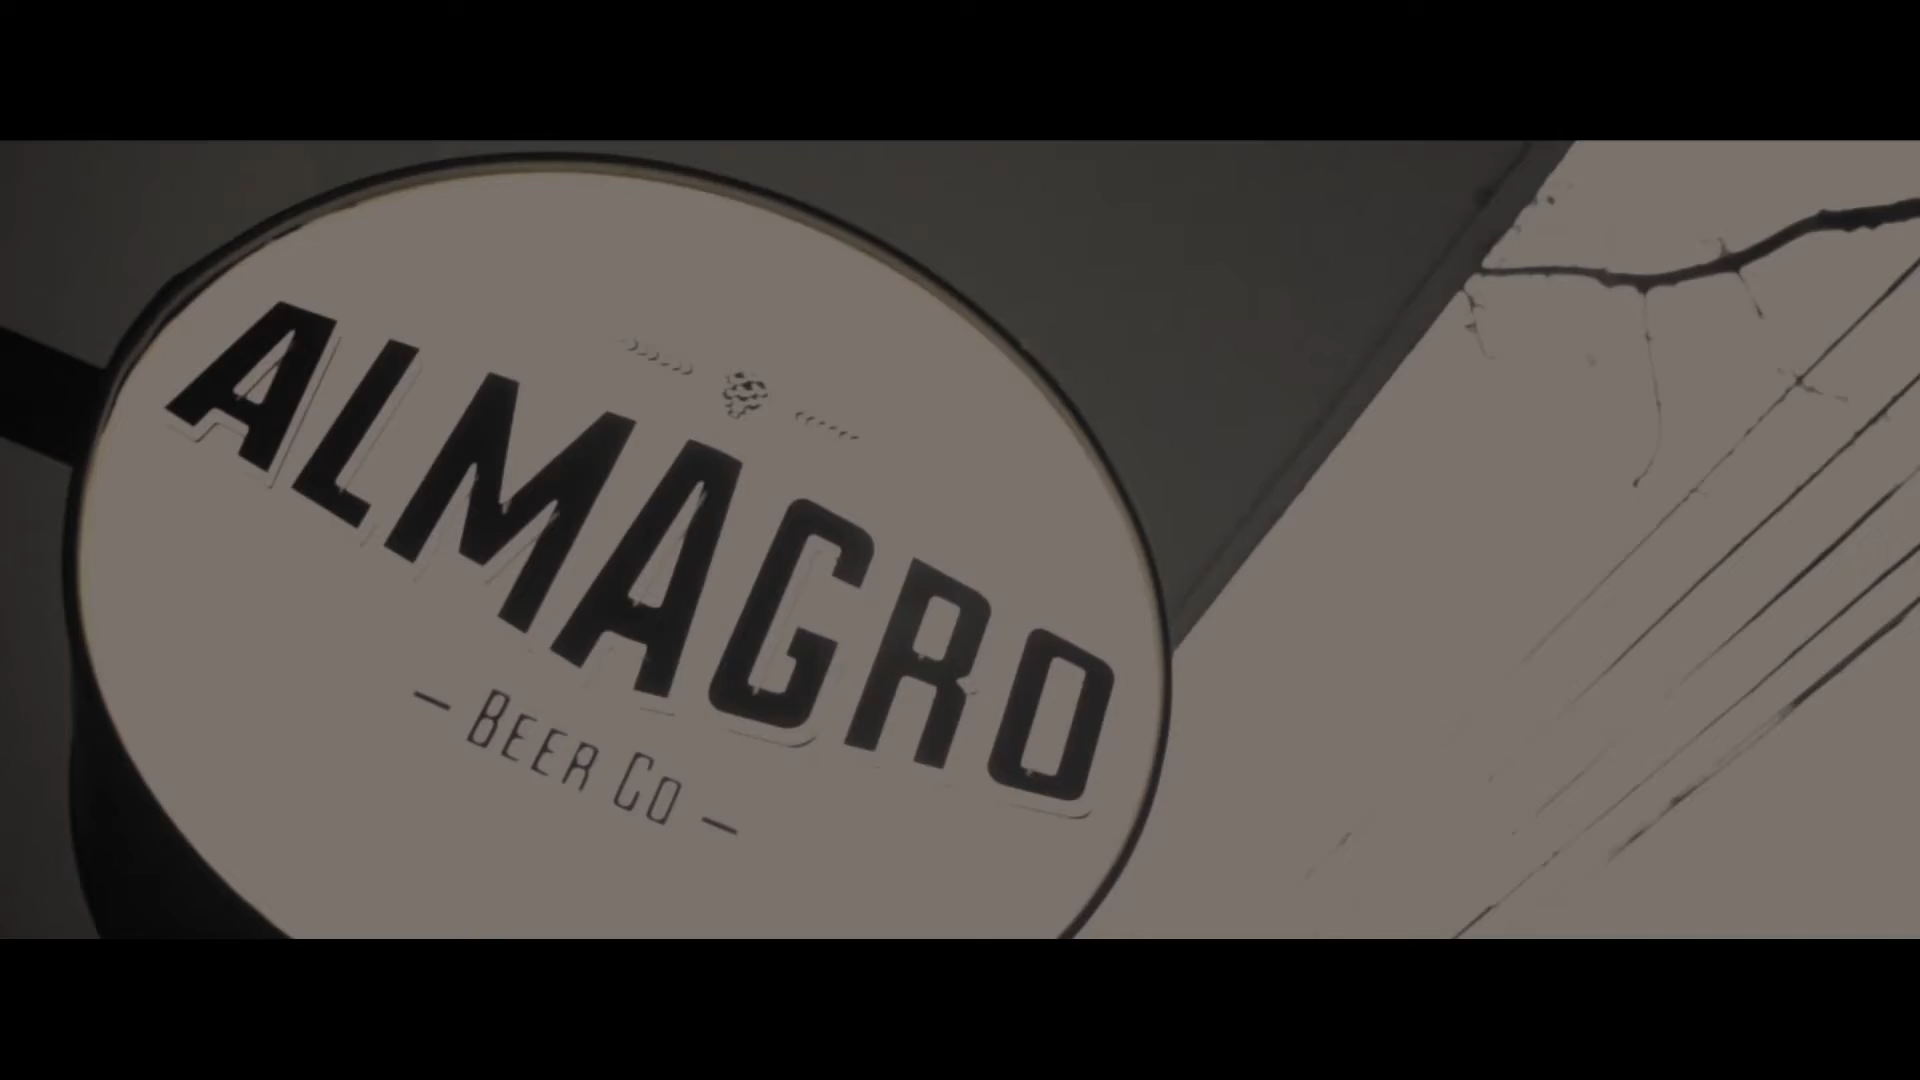 ALMAGRO
— BEER CO —